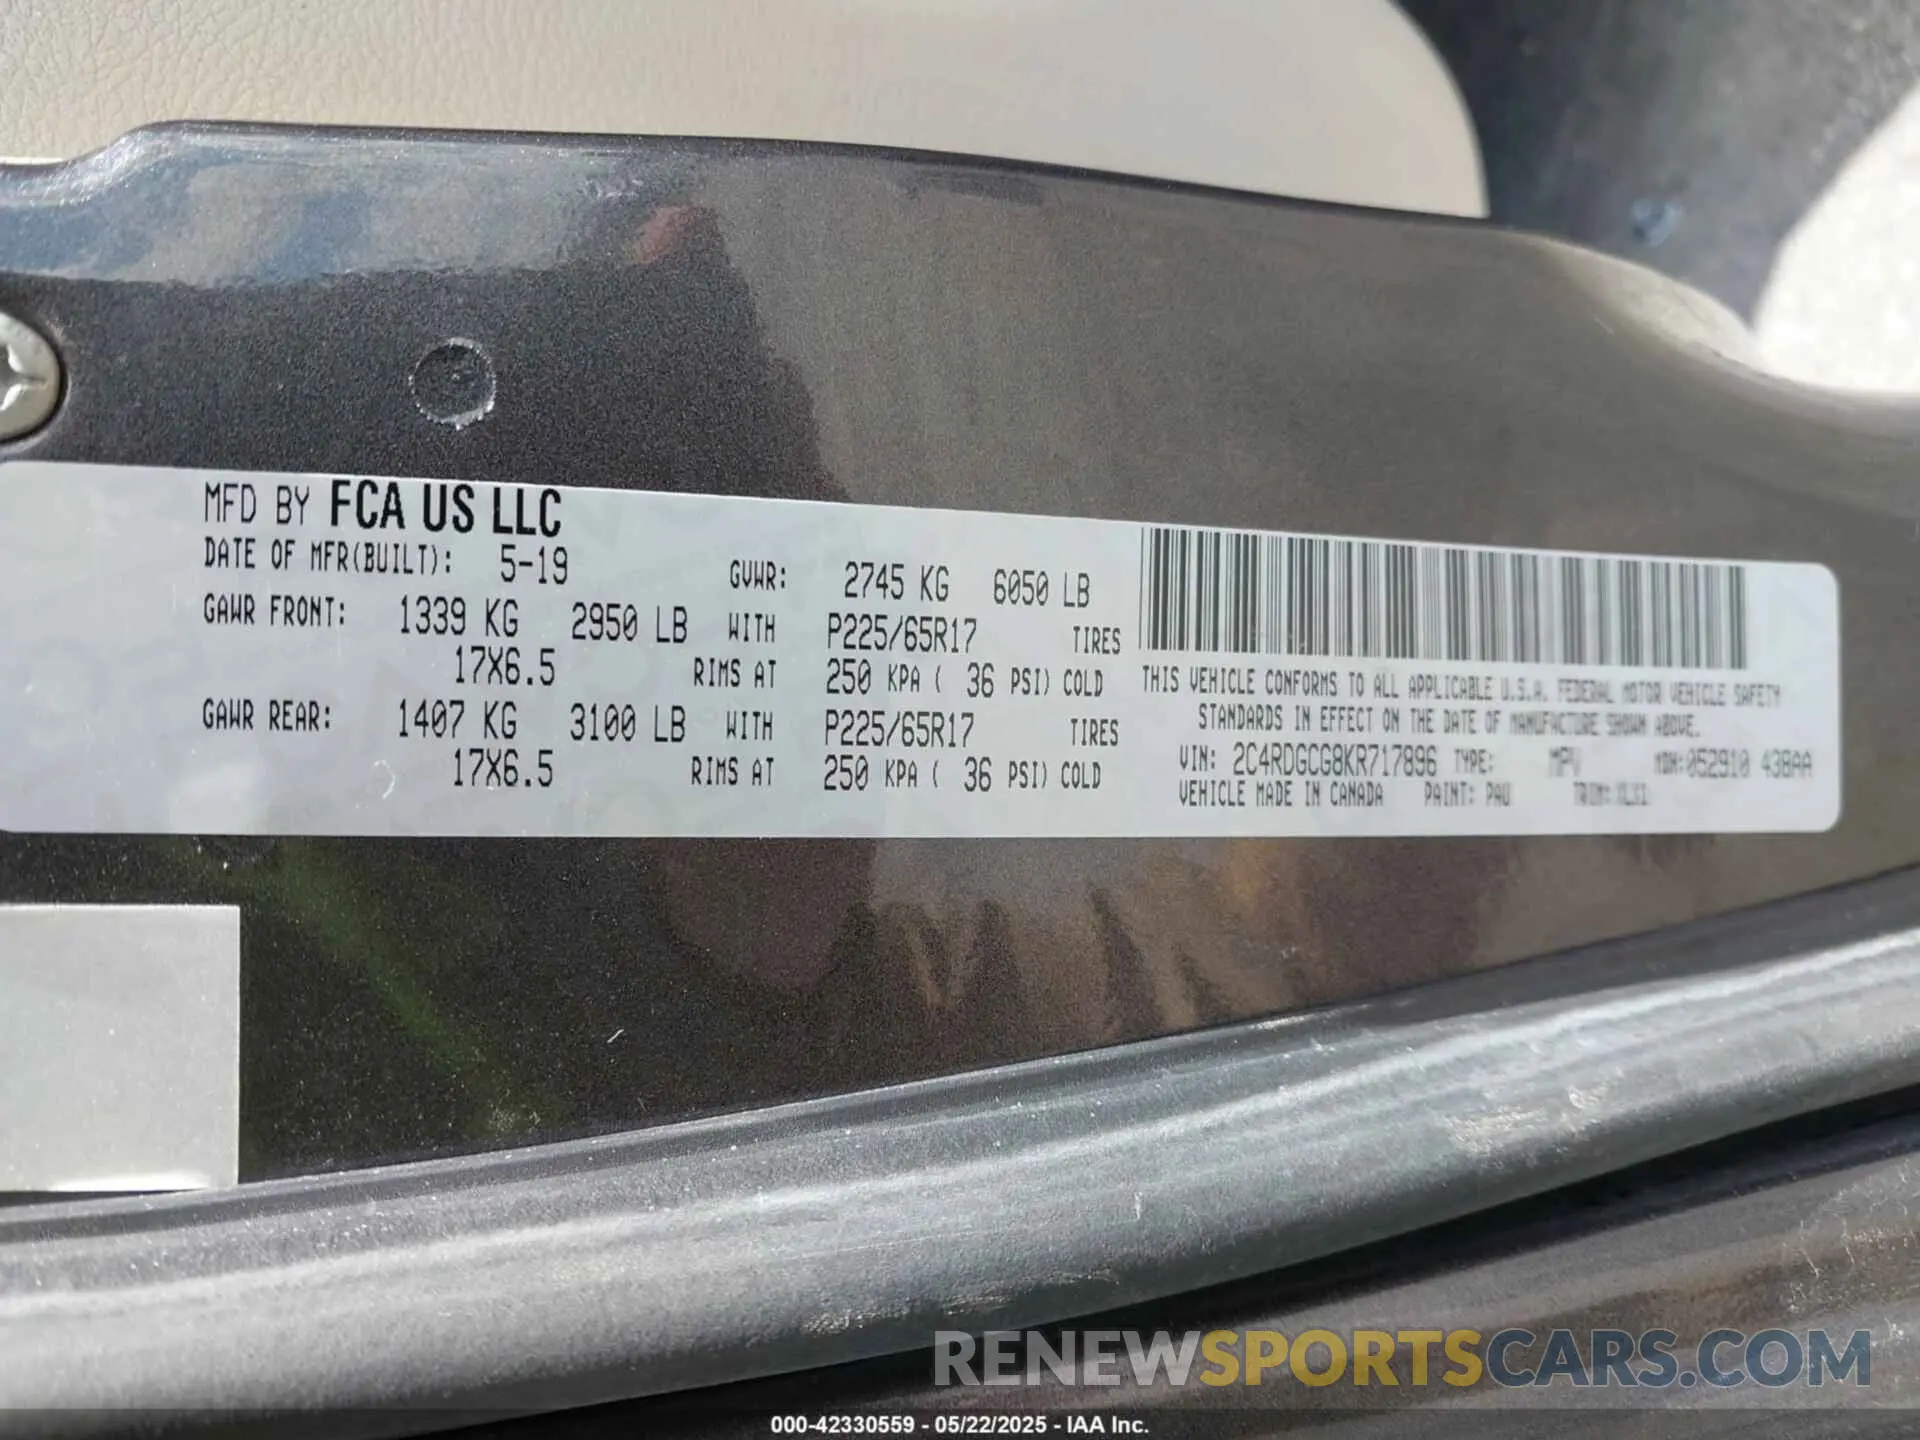 MFD BY FCA US LLC
DATE OF MFR(BUILT): 5-19 GVWR: 2745 KG 6050 LB
GAWR FRONT: 1339 KG 2950 LB WITH P225/65R17 TIRES
17X6.5 RIMS AT 250 KPA ( 36 PSI) COLD
GAWR REAR: 1407 KG 3100 LB WITH P225/65R17 TIRES
17X6.5 RIMS AT 250 KPA ( 36 PSI) COLD
THIS VEHICLE CONFORMS TO ALL APPLICABLE U.S.A. FEDERAL MOTOR VEHICLE SAFETY
STANDARDS IN EFFECT ON THE DATE OF MANUFACTURE SHOWN ABOVE.
VIN: 2C4RDGCG8KR717896 TYPE: MPV MDH:052910 438AA
VEHICLE MADE IN CANADA PAINT: PAU TRIM:
RENEWSPORTSCARS.COM
000-42330559 - 05/22/2025 - IAA Inc.